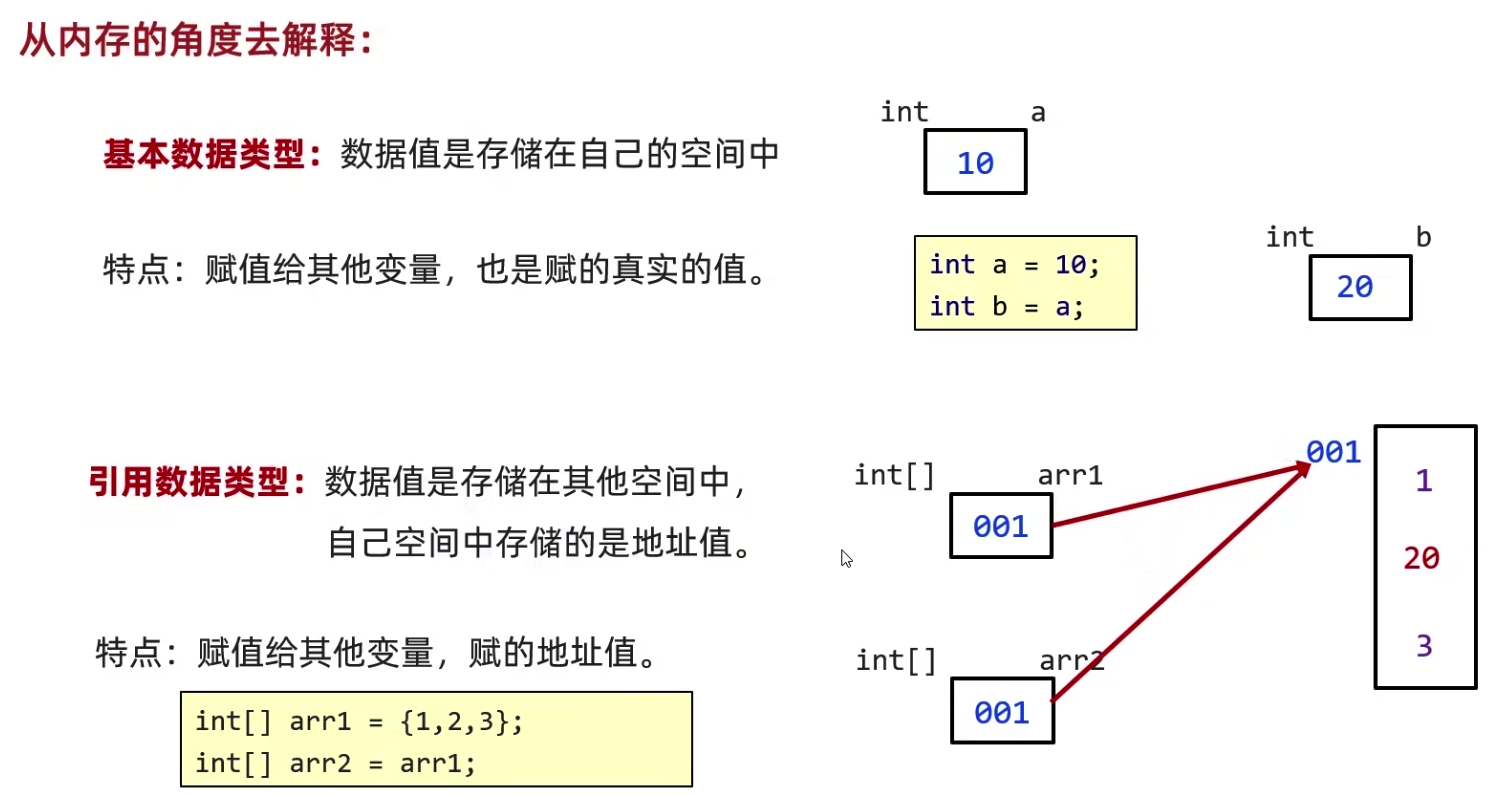 从内存的角度去解释：
int a
10
基本数据类型：数据值是存储在自己的空间中
int b
20
特点：赋值给其他变量，也是赋的真实的值。
int a = 10;
int b = a;
引用数据类型：数据值是存储在其他空间中，
自己空间中存储的是地址值。
int[] arr1
001
001
1
20
3
特点：赋值给其他变量，赋的地址值。
int[] arr2
001
int[] arr1 = {1,2,3};
int[] arr2 = arr1;